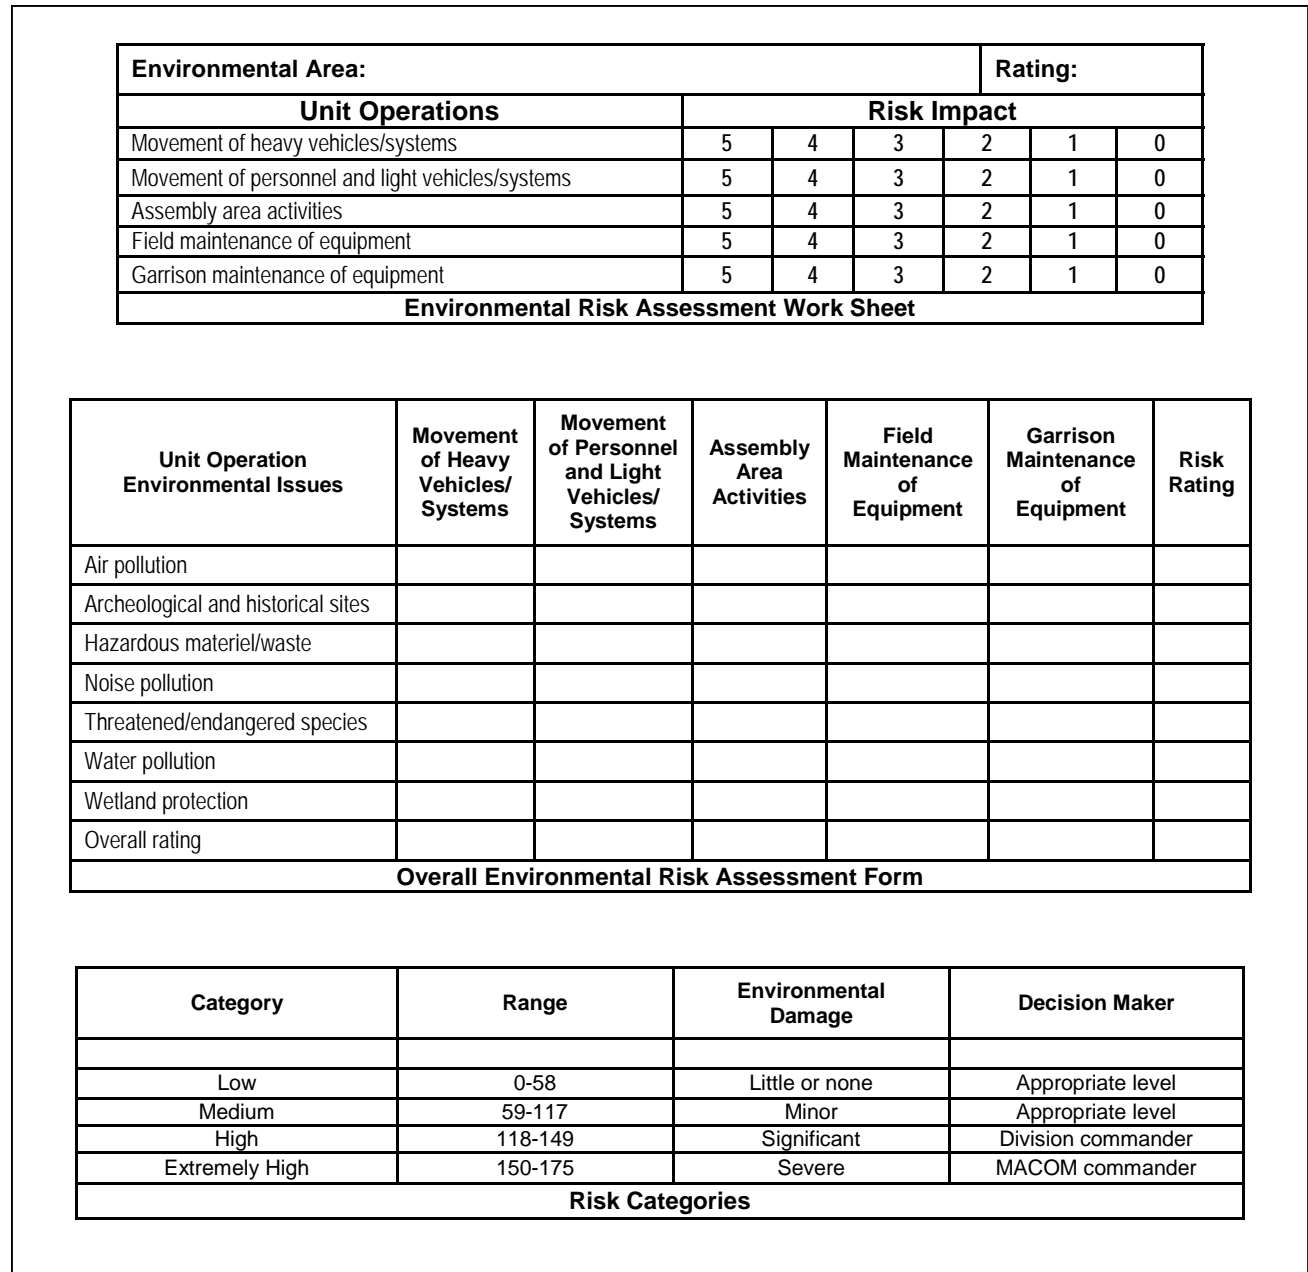 Environmental Area: Rating:
Unit Operations Risk Impact
Movement of heavy vehicles/systems 5 4 3 2 1 0
Movement of personnel and light vehicles/systems 5 4 3 2 1 0
Assembly area activities 5 4 3 2 1 0
Field maintenance of equipment 5 4 3 2 1 0
Garrison maintenance of equipment 5 4 3 2 1 0
Environmental Risk Assessment Work Sheet
Unit Operation
Environmental Issues
Movement
of Heavy
Vehicles/
Systems
Movement
of Personnel
and Light
Vehicles/
Systems
Assembly
Area
Activities
Field
Maintenance
of
Equipment
Garrison
Maintenance
of
Equipment
Risk
Rating
Air pollution
Archeological and historical sites
Hazardous materiel/waste
Noise pollution
Threatened/endangered species
Water pollution
Wetland protection
Overall rating
Overall Environmental Risk Assessment Form
Category Range Environmental
Damage Decision Maker
Low 0-58 Little or none Appropriate level
Medium 59-117 Minor Appropriate level
High 118-149 Significant Division commander
Extremely High 150-175 Severe MACOM commander
Risk Categories